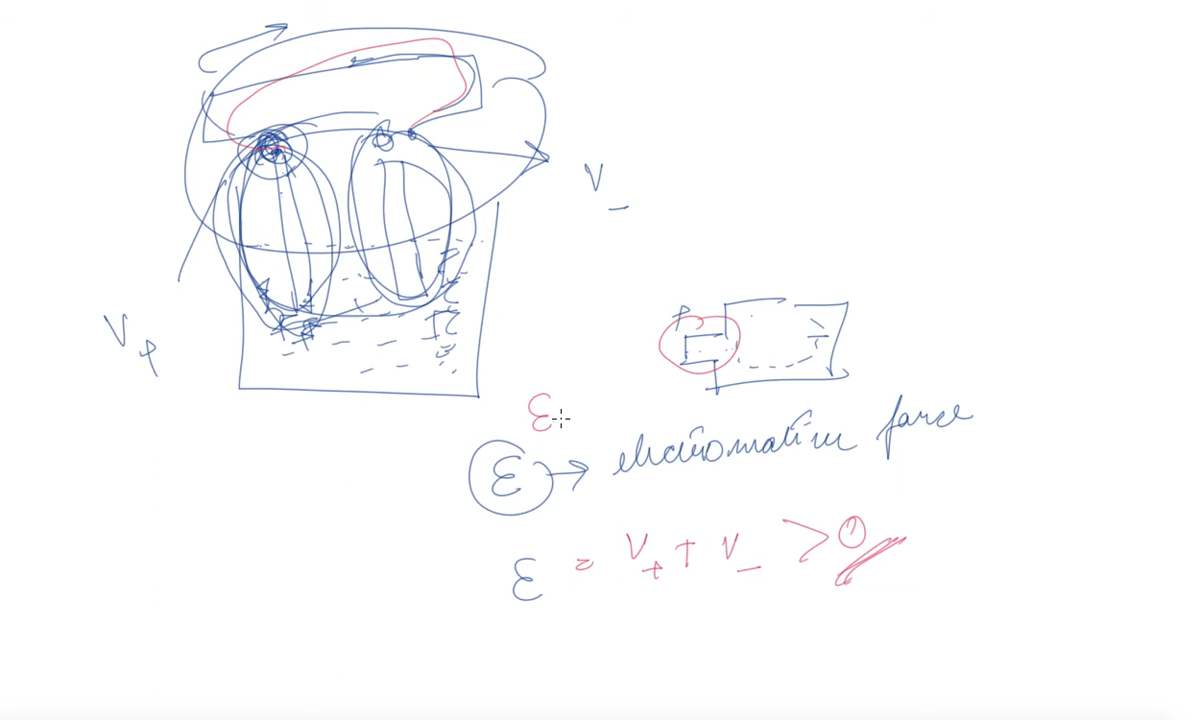 V_
V+
P
ε
ε → electromotive force
ε = V+ + V_ > 0